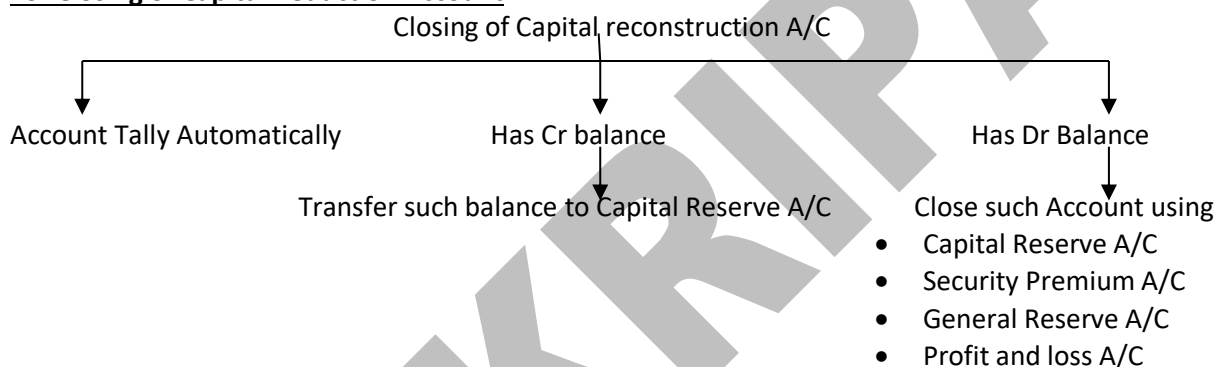 Closing of Capital reconstruction A/C
Account Tally Automatically Has Cr balance Has Dr Balance
Transfer such balance to Capital Reserve A/C Close such Account using
• Capital Reserve A/C
• Security Premium A/C
• General Reserve A/C
• Profit and loss A/C
KRIPA